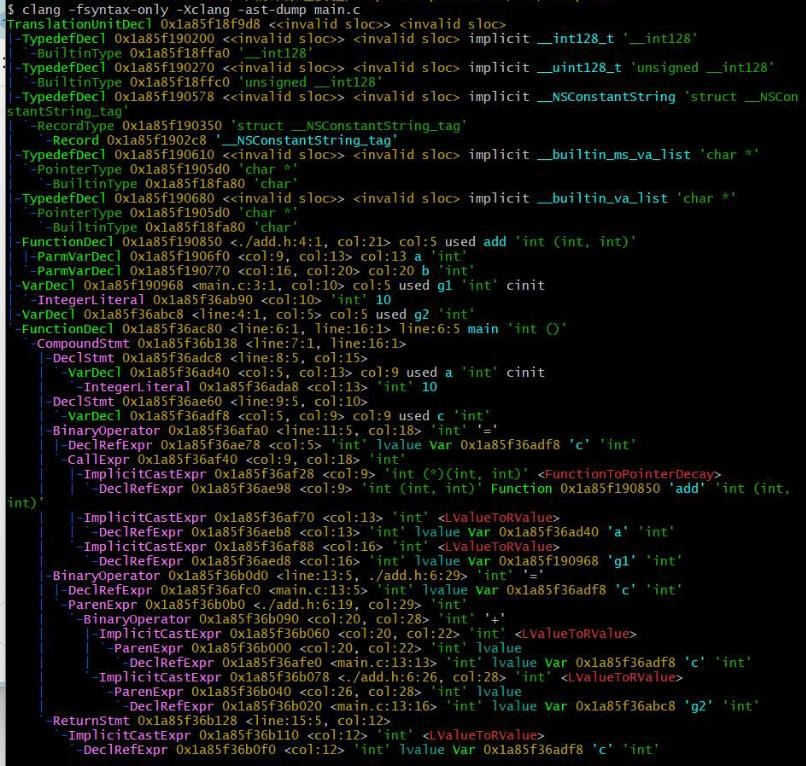 $ clang -fsyntax-only -Xclang -ast-dump main.c
TranslationUnitDecl 0x1a85f18f9d8 <<invalid sloc>> <invalid sloc>
|-TypedefDecl 0x1a85f190200 <<invalid sloc>> <invalid sloc> implicit __int128_t '__int128'
| `-BuiltinType 0x1a85f18ffa0 '__int128'
|-TypedefDecl 0x1a85f190270 <<invalid sloc>> <invalid sloc> implicit __uint128_t 'unsigned __int128'
| `-BuiltinType 0x1a85f18ffc0 'unsigned __int128'
|-TypedefDecl 0x1a85f190578 <<invalid sloc>> <invalid sloc> implicit __NSConstantString 'struct __NSCon
stantString_tag'
| `-RecordType 0x1a85f190350 'struct __NSConstantString_tag'
|   `-Record 0x1a85f1902c8 '__NSConstantString_tag'
|-TypedefDecl 0x1a85f190610 <<invalid sloc>> <invalid sloc> implicit __builtin_ms_va_list 'char *'
| `-PointerType 0x1a85f1905d0 'char *'
|   `-BuiltinType 0x1a85f18fa80 'char'
|-TypedefDecl 0x1a85f190680 <<invalid sloc>> <invalid sloc> implicit __builtin_va_list 'char *'
| `-PointerType 0x1a85f1905d0 'char *'
|   `-BuiltinType 0x1a85f18fa80 'char'
|-FunctionDecl 0x1a85f190850 <./add.h:4:1, col:21> col:5 used add 'int (int, int)'
| |-ParmVarDecl 0x1a85f1906f0 <col:9, col:13> col:13 a 'int'
| `-ParmVarDecl 0x1a85f190770 <col:16, col:20> col:20 b 'int'
|-VarDecl 0x1a85f190968 <main.c:3:1, col:10> col:5 used g1 'int' cinit
| `-IntegerLiteral 0x1a85f36ab90 <col:10> 'int' 10
|-VarDecl 0x1a85f36abc8 <line:4:1, col:5> col:5 used g2 'int'
`-FunctionDecl 0x1a85f36ac80 <line:6:1, line:16:1> line:6:5 main 'int ()'
  `-CompoundStmt 0x1a85f36b138 <line:7:1, line:16:1>
    |-DeclStmt 0x1a85f36adc8 <line:8:5, col:15>
    | `-VarDecl 0x1a85f36ad40 <col:5, col:13> col:9 used a 'int' cinit
    |   `-IntegerLiteral 0x1a85f36ada8 <col:13> 'int' 10
    |-DeclStmt 0x1a85f36ae60 <line:9:5, col:10>
    | `-VarDecl 0x1a85f36adf8 <col:5, col:9> col:9 used c 'int'
    |-BinaryOperator 0x1a85f36afa0 <line:11:5, col:18> 'int' '='
    | |-DeclRefExpr 0x1a85f36ae78 <col:5> 'int' lvalue Var 0x1a85f36adf8 'c' 'int'
    | `-CallExpr 0x1a85f36af40 <col:9, col:18> 'int'
    |   |-ImplicitCastExpr 0x1a85f36af28 <col:9> 'int (*)(int, int)' <FunctionToPointerDecay>
    |   | `-DeclRefExpr 0x1a85f36ae98 <col:9> 'int (int, int)' Function 0x1a85f190850 'add' 'int (int,
int)'
    |   |-ImplicitCastExpr 0x1a85f36af70 <col:13> 'int' <LValueToRValue>
    |   | `-DeclRefExpr 0x1a85f36aeb8 <col:13> 'int' lvalue Var 0x1a85f36ad40 'a' 'int'
    |   `-ImplicitCastExpr 0x1a85f36af88 <col:16> 'int' <LValueToRValue>
    |     `-DeclRefExpr 0x1a85f36aed8 <col:16> 'int' lvalue Var 0x1a85f190968 'g1' 'int'
    |-BinaryOperator 0x1a85f36b0d0 <line:13:5, ./add.h:6:29> 'int' '='
    | |-DeclRefExpr 0x1a85f36afc0 <main.c:13:5> 'int' lvalue Var 0x1a85f36adf8 'c' 'int'
    | `-ParenExpr 0x1a85f36b0b0 <./add.h:6:19, col:29> 'int'
    |   `-BinaryOperator 0x1a85f36b090 <col:20, col:28> 'int' '+'
    |     |-ImplicitCastExpr 0x1a85f36b060 <col:20, col:22> 'int' <LValueToRValue>
    |     | `-ParenExpr 0x1a85f36b000 <col:20, col:22> 'int' lvalue
    |     |   `-DeclRefExpr 0x1a85f36afe0 <main.c:13:13> 'int' lvalue Var 0x1a85f36adf8 'c' 'int'
    |     `-ImplicitCastExpr 0x1a85f36b078 <./add.h:6:26, col:28> 'int' <LValueToRValue>
    |       `-ParenExpr 0x1a85f36b040 <col:26, col:28> 'int' lvalue
    |         `-DeclRefExpr 0x1a85f36b020 <main.c:13:16> 'int' lvalue Var 0x1a85f36abc8 'g2' 'int'
    `-ReturnStmt 0x1a85f36b128 <line:15:5, col:12>
      `-ImplicitCastExpr 0x1a85f36b110 <col:12> 'int' <LValueToRValue>
        `-DeclRefExpr 0x1a85f36b0f0 <col:12> 'int' lvalue Var 0x1a85f36adf8 'c' 'int'